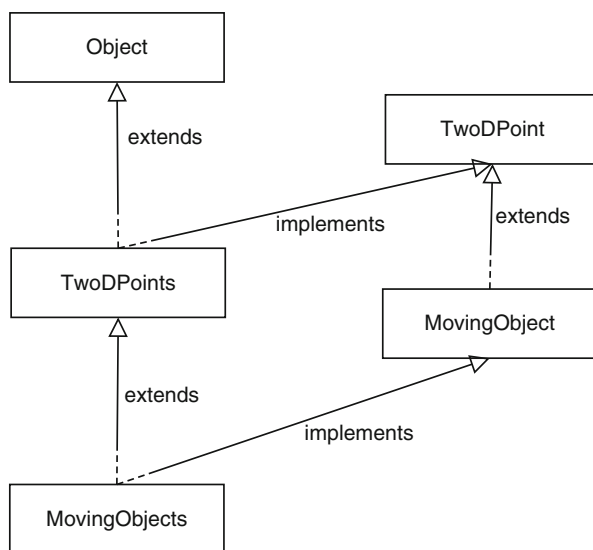 Object
TwoDPoint
extends
extends
implements
TwoDPoints
MovingObject
extends
implements
MovingObjects